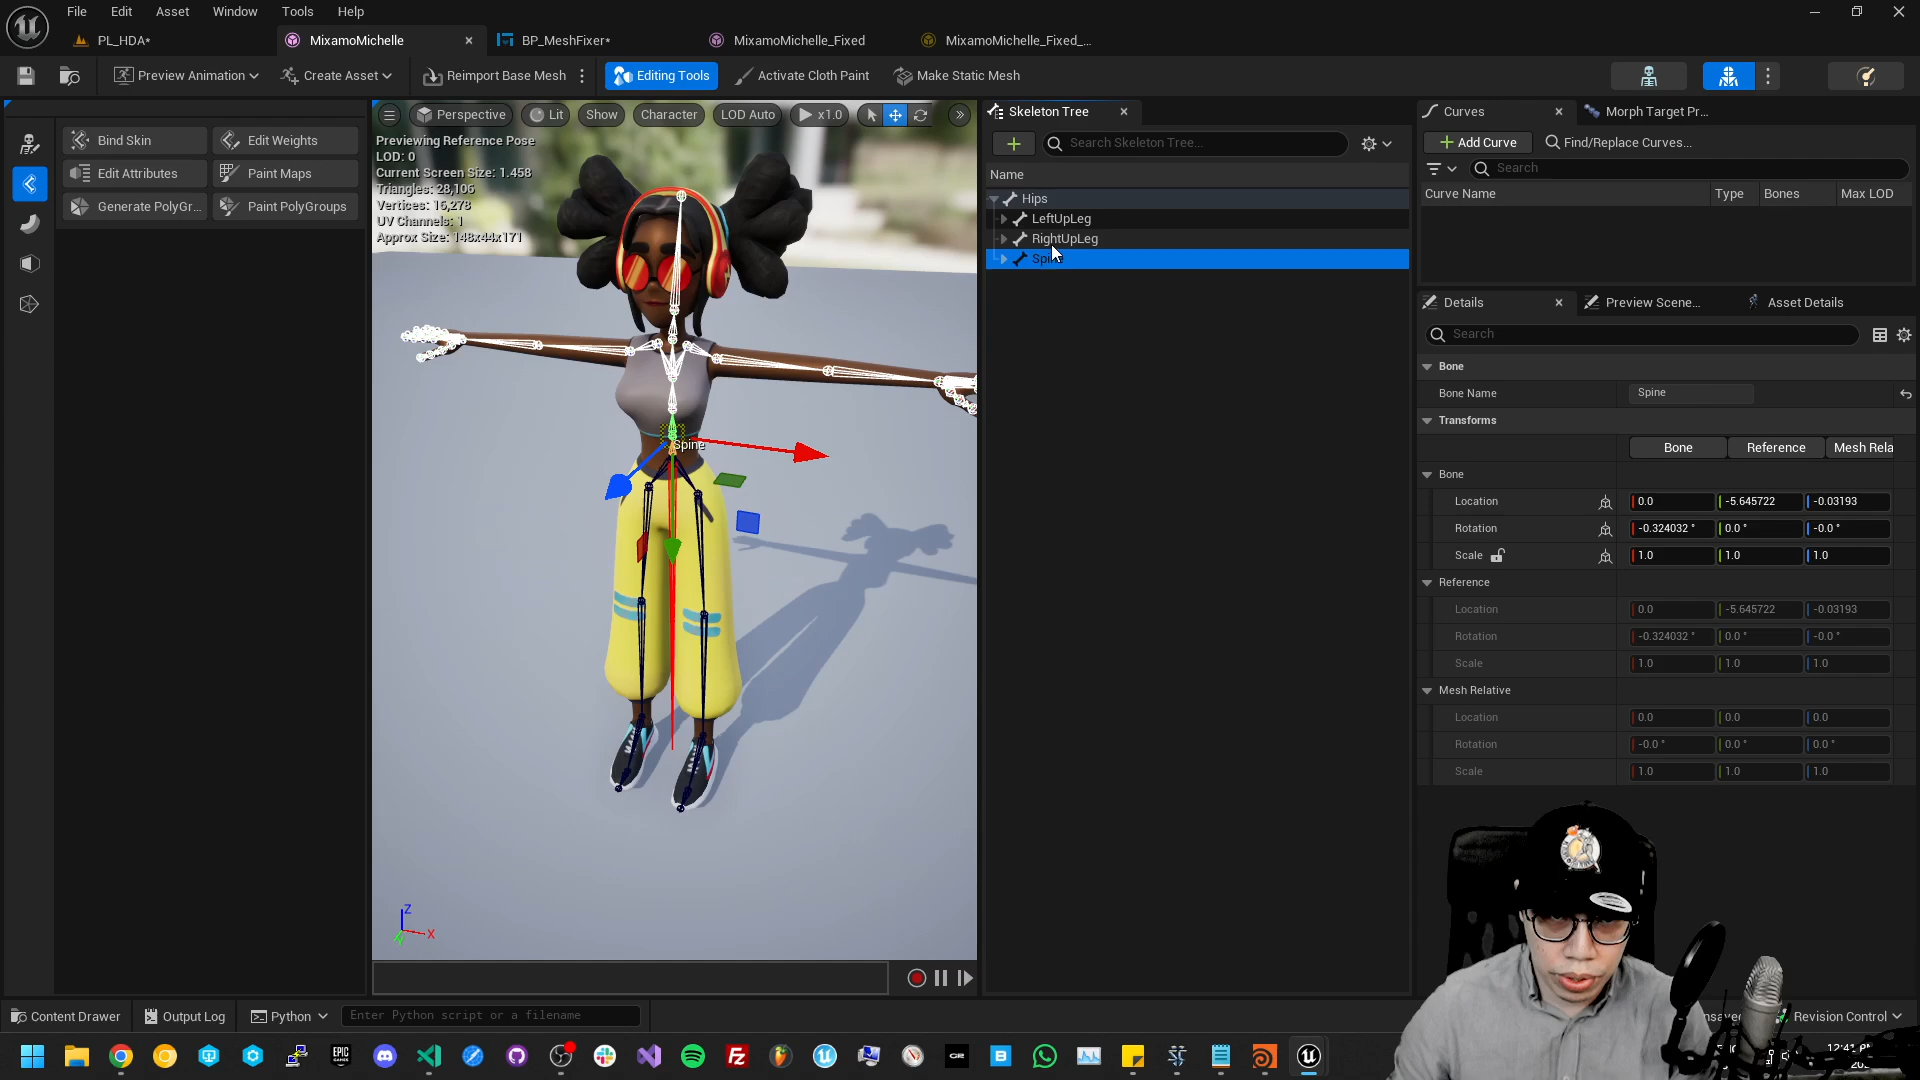 File Edit Asset Window Tools Help
PL_HDA* MixamoMichelle BP_MeshFixer* MixamoMichelle_Fixed MixamoMichelle_Fixed_...
Preview Animation Create Asset Reimport Base Mesh Editing Tools Activate Cloth Paint Make Static Mesh
Bind Skin Edit Weights
Edit Attributes Paint Maps
Generate PolyGr... Paint PolyGroups
Perspective Lit Show Character LOD Auto x1.0
Previewing Reference Pose
LOD: 0
Current Screen Size: 1.458
Triangles: 28,106
Vertices: 16,278
UV Channels: 1
Approx Size: 148x44x171
Spine
Z
X
Skeleton Tree
Search Skeleton Tree...
Name
Hips
LeftUpLeg
RightUpLeg
Curves Morph Target Pr...
Add Curve Find/Replace Curves...
Search
Curve Name Type Bones Max LOD
Details Preview Scene... Asset Details
Search
Bone
Bone Name Spine
Transforms
Bone Reference Mesh Rela
Bone
Location 0.0 -5.645722 -0.03193
Rotation -0.324032 ° 0.0 ° -0.0 °
Scale 1.0 1.0 1.0
Reference
Location 0.0 -5.645722 -0.03193
Rotation -0.324032 ° 0.0 ° -0.0 °
Scale 1.0 1.0 1.0
Mesh Relative
Location 0.0 0.0 0.0
Rotation -0.0 ° 0.0 ° 0.0 °
Scale 1.0 1.0 1.0
Content Drawer Output Log Python Enter Python script or a filename Revision Control
EPIC GAMES